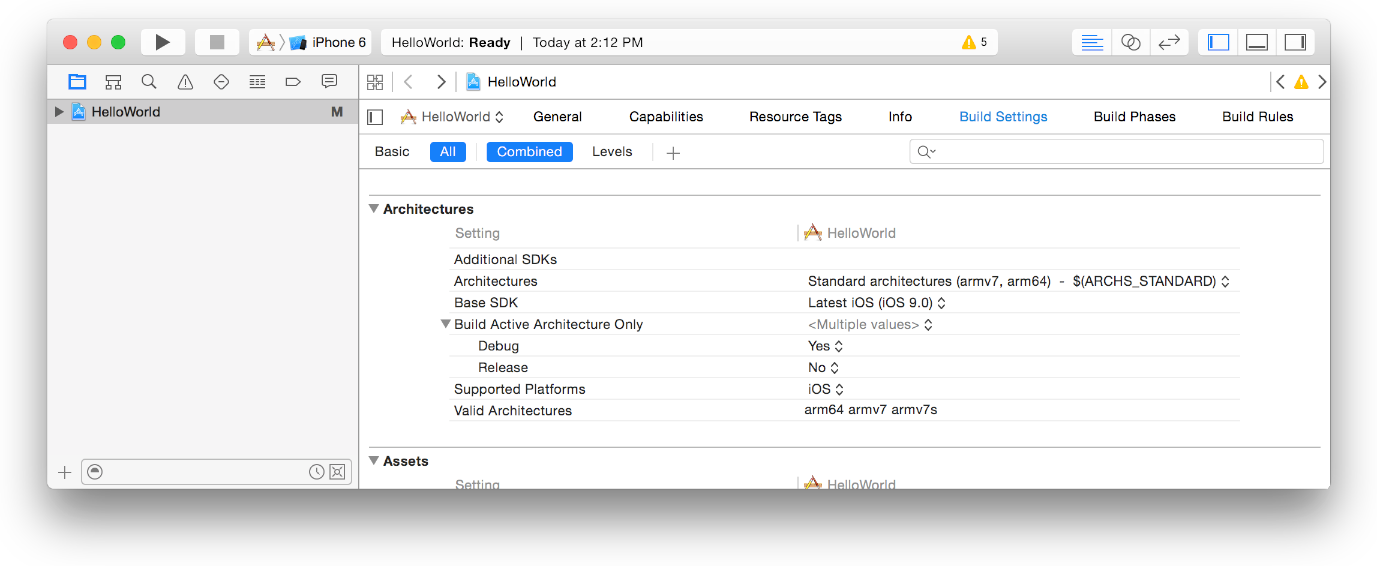 iPhone 6 HelloWorld: Ready | Today at 2:12 PM 5
HelloWorld
HelloWorld M
HelloWorld General Capabilities Resource Tags Info Build Settings Build Phases Build Rules
Basic All Combined Levels
Architectures
Setting HelloWorld
Additional SDKs
Architectures Standard architectures (armv7, arm64) - $(ARCHS_STANDARD)
Base SDK Latest iOS (iOS 9.0)
Build Active Architecture Only <Multiple values>
Debug Yes
Release No
Supported Platforms iOS
Valid Architectures arm64 armv7 armv7s
Assets
Setting HelloWorld